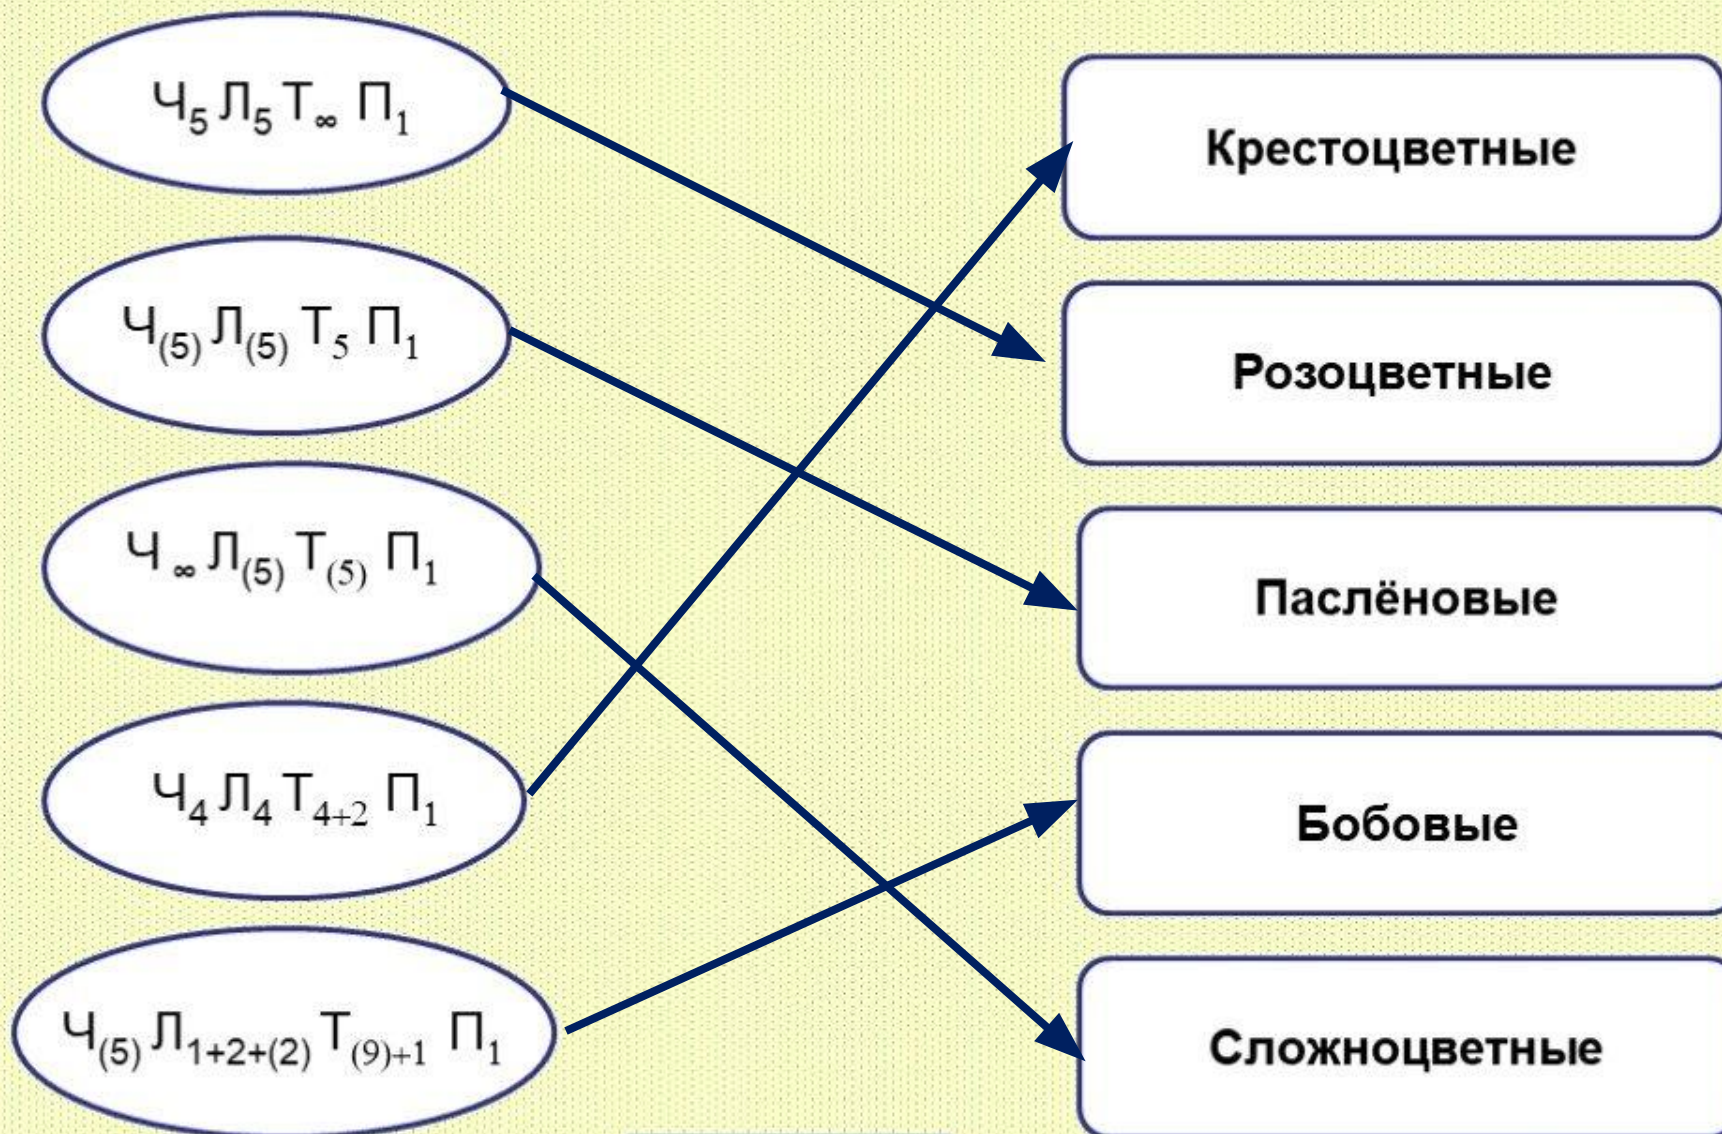 Ч₅ Л₅ Т∞ П₁
Ч₍₅₎ Л₍₅₎ Т₅ П₁
Ч∞ Л₍₅₎ Т₍₅₎ П₁
Ч₄ Л₄ Т₄₊₂ П₁
Ч₍₅₎ Л₁₊₂₊₍₂₎ Т₍₉₎₊₁ П₁
Крестоцветные
Розоцветные
Паслёновые
Бобовые
Сложноцветные